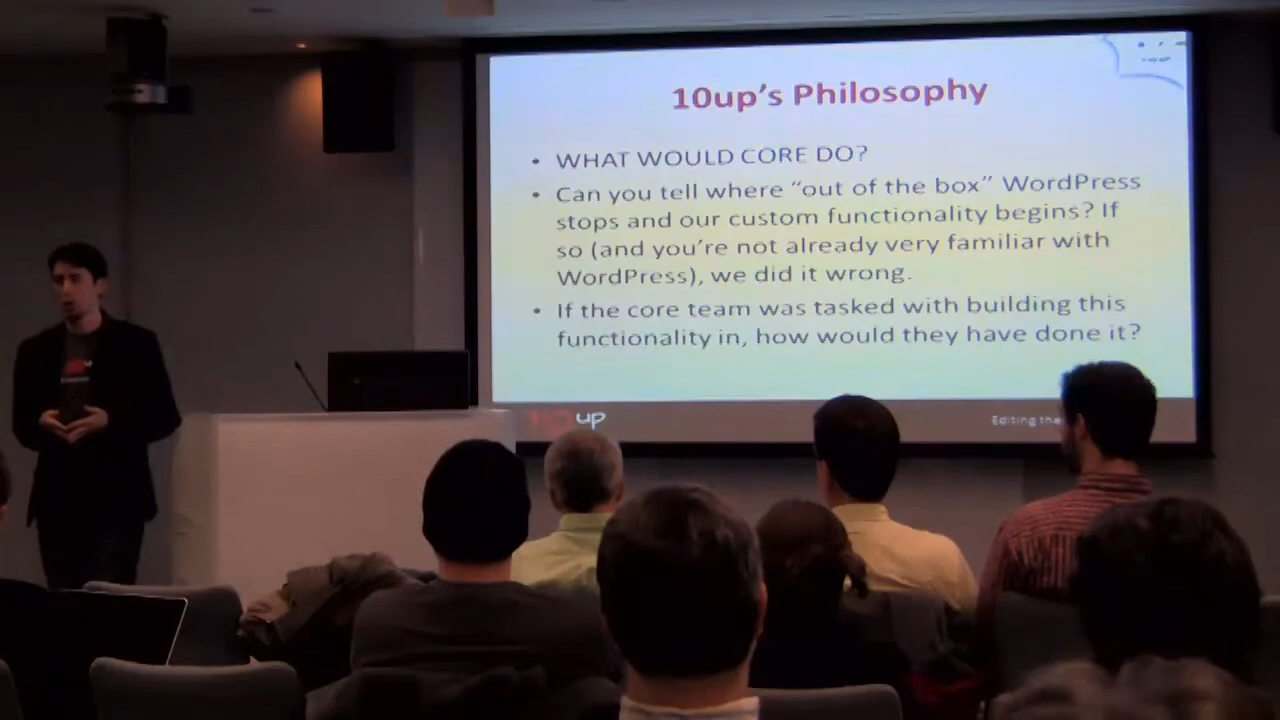 10up's Philosophy
• WHAT WOULD CORE DO?
• Can you tell where “out of the box” WordPress
stops and our custom functionality begins? If
so (and you're not already very familiar with
WordPress), we did it wrong.
• If the core team was tasked with building this
functionality in, how would they have done it?
10up
Editing the